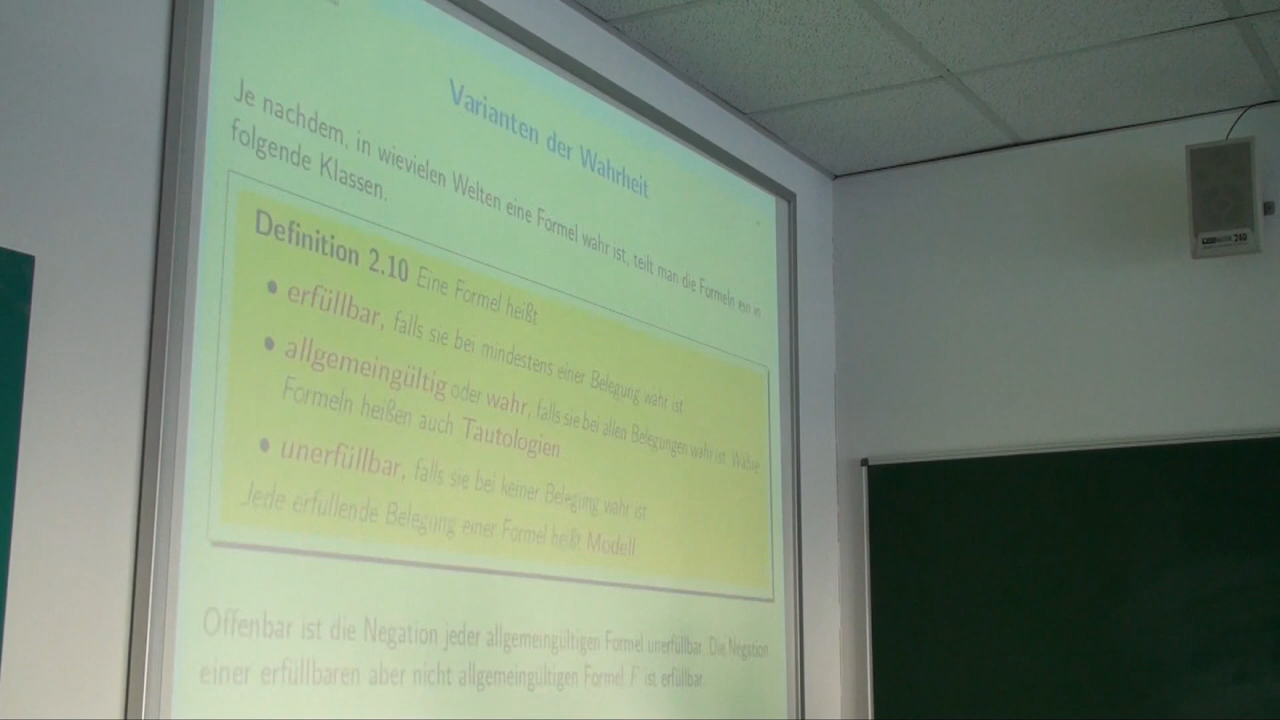 Varianten der Wahrheit
Je nachdem, in wievielen Welten eine Formel wahr ist, teilt man die Formeln ein in
folgende Klassen.
Definition 2.10 Eine Formel heißt
• erfüllbar, falls sie bei mindestens einer Belegung wahr ist
• allgemeingültig oder wahr, falls sie bei allen Belegungen wahr ist. Wahre
Formeln heißen auch Tautologien
• unerfüllbar, falls sie bei keiner Belegung wahr ist
Jede erfüllende Belegung einer Formel heißt Modell
Offenbar ist die Negation jeder allgemeingültigen Formel unerfüllbar. Die Negation
einer erfüllbaren aber nicht allgemeingültigen Formel F ist erfüllbar.
240